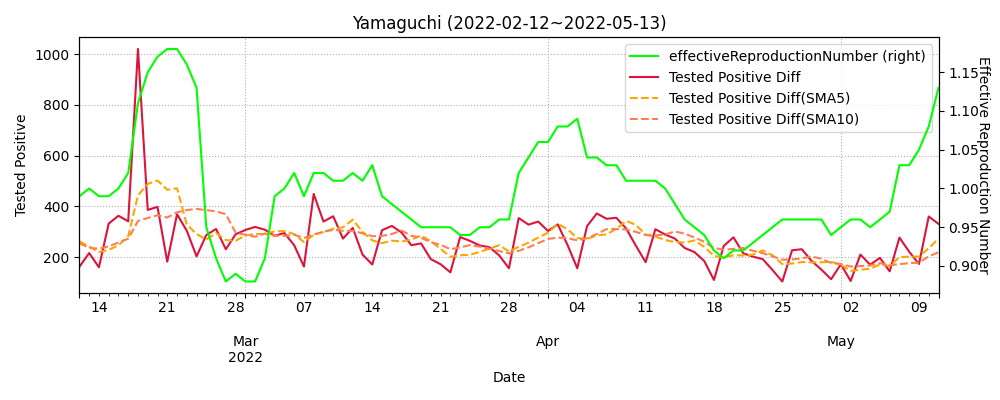 Yamaguchi (2022-02-12~2022-05-13)
effectiveReproductionNumber (right)
Tested Positive Diff
Tested Positive Diff(SMA5)
Tested Positive Diff(SMA10)
Tested Positive
1000
800
600
400
200
Effective Reproduction Number
1.15
1.10
1.05
1.00
0.95
0.90
14 21 28 07 14 21 28 04 11 18 25 02 09
Mar Apr May
2022
Date